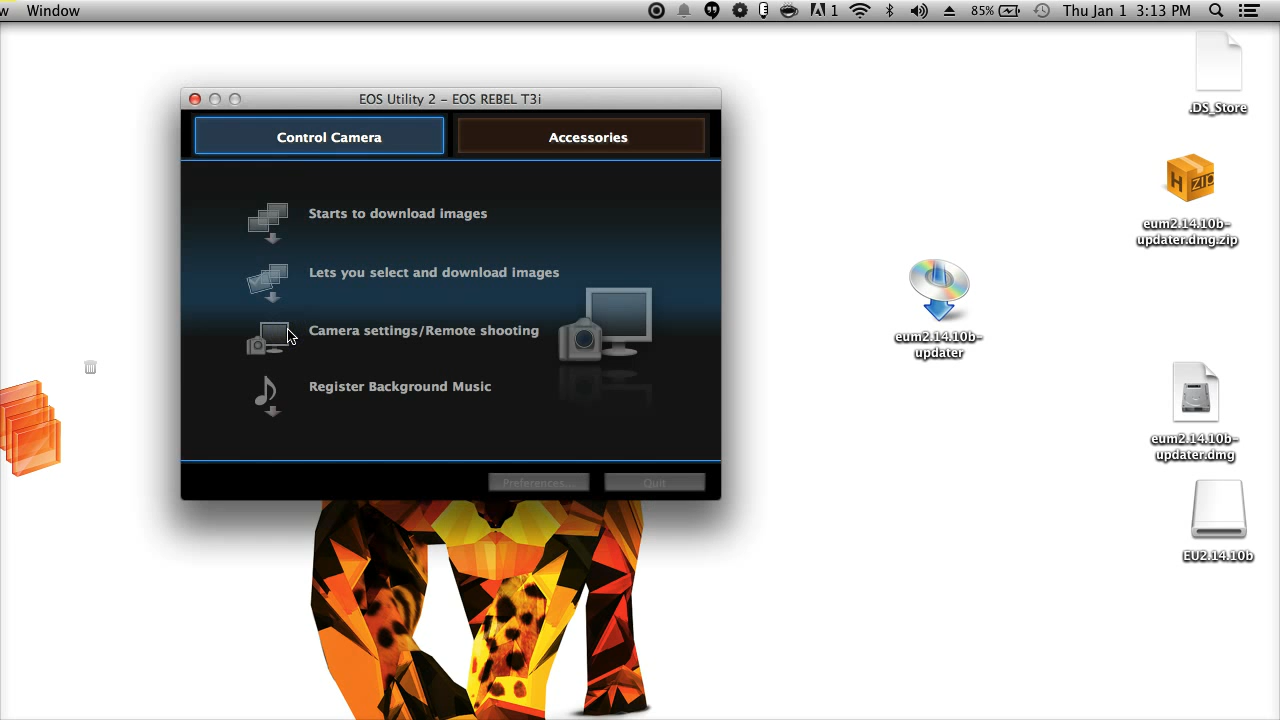 w Window 1 85% Thu Jan 1 3:13 PM
EOS Utility 2 - EOS REBEL T3i
Control Camera Accessories
Starts to download images
Lets you select and download images
Camera settings/Remote shooting
Register Background Music
Preferences... Quit
.DS_Store
H zip
eum2.14.10b-
updater.dmg.zip
eum2.14.10b-
updater
eum2.14.10b-
updater.dmg
EU2.14.10b